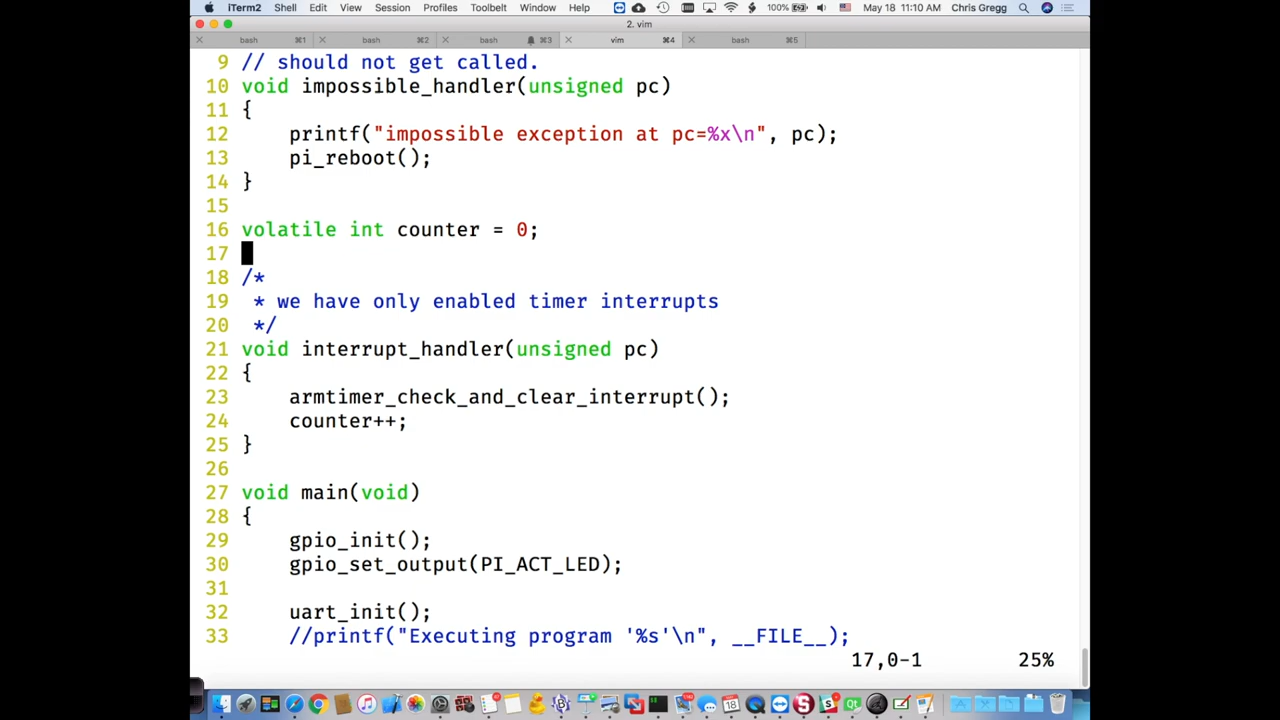 iTerm2 Shell Edit View Session Profiles Toolbelt Window Help 100% May 18 11:10 AM Chris Gregg
2. vim
bash ⌘1 bash ⌘2 bash ⌘3 vim ⌘4 bash ⌘5
9 // should not get called.
10 void impossible_handler(unsigned pc)
11 {
12 printf("impossible exception at pc=%x\n", pc);
13 pi_reboot();
14 }
15
16 volatile int counter = 0;
17
18 /*
19 * we have only enabled timer interrupts
20 */
21 void interrupt_handler(unsigned pc)
22 {
23 armtimer_check_and_clear_interrupt();
24 counter++;
25 }
26
27 void main(void)
28 {
29 gpio_init();
30 gpio_set_output(PI_ACT_LED);
31
32 uart_init();
33 //printf("Executing program '%s'\n", __FILE__);
17,0-1 25%